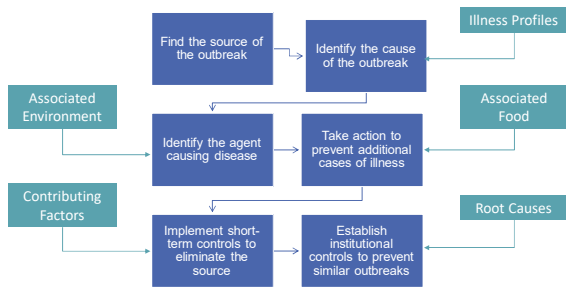 Illness Profiles
Find the source of
the outbreak
Identify the cause
of the outbreak
Associated
Environment
Associated
Food
Identify the agent
causing disease
Take action to
prevent additional
cases of illness
Contributing
Factors
Root Causes
Implement short-
term controls to
eliminate the
source
Establish
institutional
controls to prevent
similar outbreaks